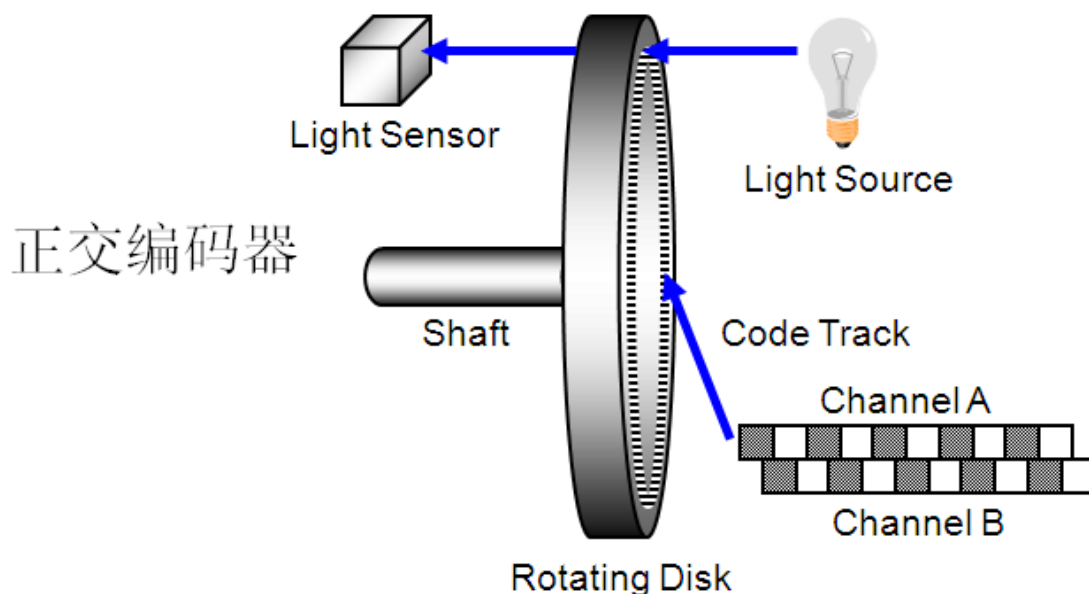 Light Sensor
Light Source
正交编码器
Shaft
Code Track
Channel A
Channel B
Rotating Disk